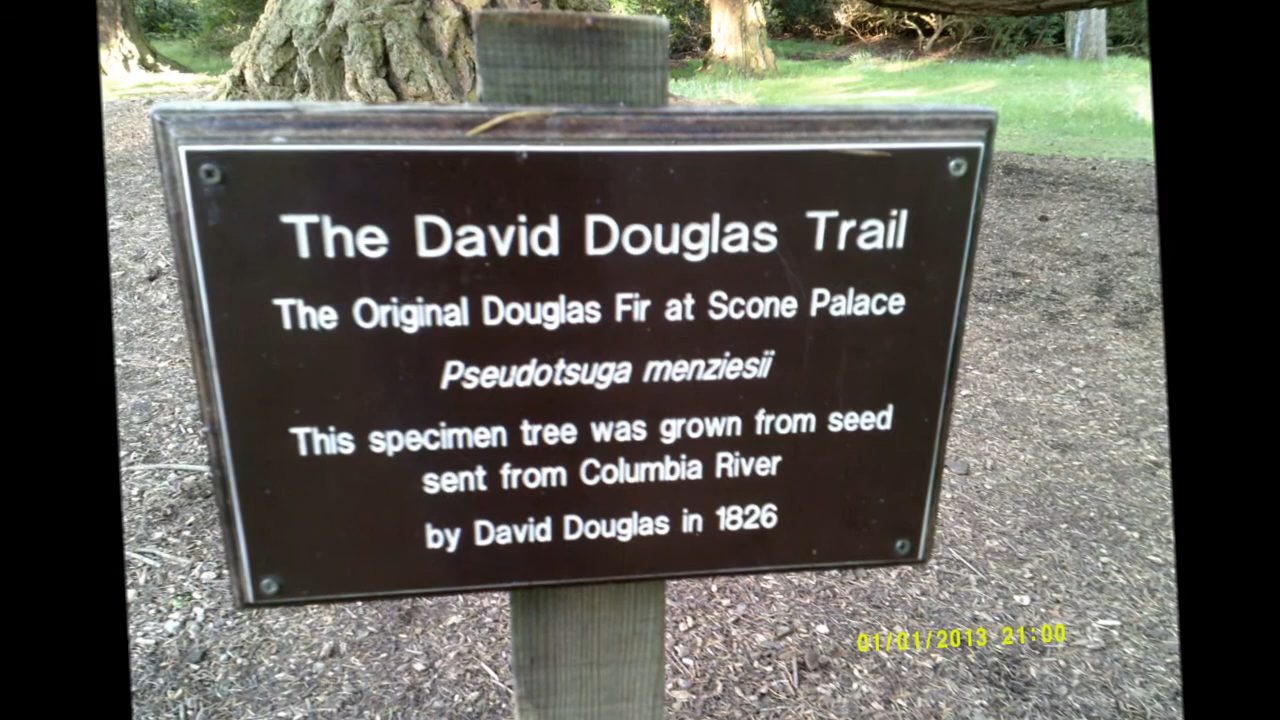 The David Douglas Trail
The Original Douglas Fir at Scone Palace
Pseudotsuga menziesii
This specimen tree was grown from seed
sent from Columbia River
by David Douglas in 1826
01/01/2013 21:00